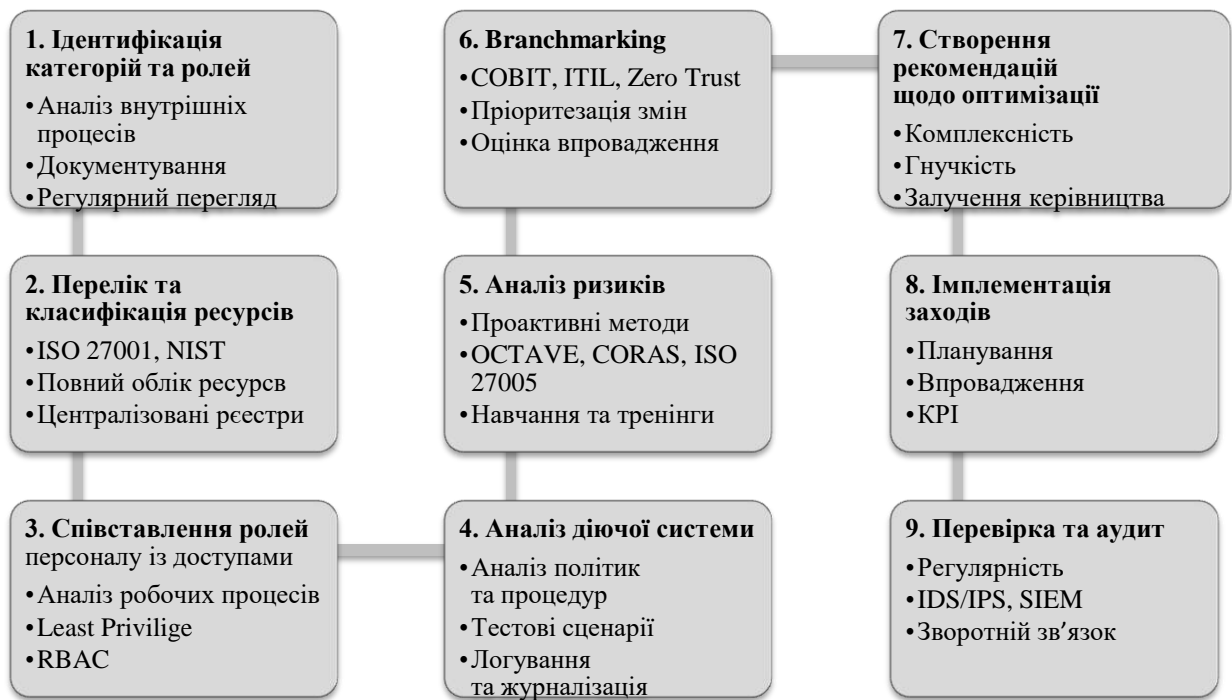 1. Ідентифікація
категорій та ролей
•Аналіз внутрішніх
процесів
•Документування
•Регулярний перегляд
2. Перелік та
класифікація ресурсів
•ISO 27001, NIST
•Повний облік ресурсв
•Централізовані рєестри
3. Співставлення ролей
персоналу із доступами
•Аналіз робочих процесів
•Least Privilige
•RBAC
4. Аналіз діючої системи
•Аналіз політик
та процедур
•Тестові сценарії
•Логування
та журналізація
5. Аналіз ризиків
•Проактивні методи
•OCTAVE, CORAS, ISO
27005
•Навчання та тренінги
6. Branchmarking
•COBIT, ITIL, Zero Trust
•Пріоритезація змін
•Оцінка впровадження
7. Створення
рекомендацій
щодо оптимізації
•Комплексність
•Гнучкість
•Залучення керівництва
8. Імплементація
заходів
•Планування
•Впровадження
•KPI
9. Перевірка та аудит
•Регулярність
•IDS/IPS, SIEM
•Зворотній зв’язок